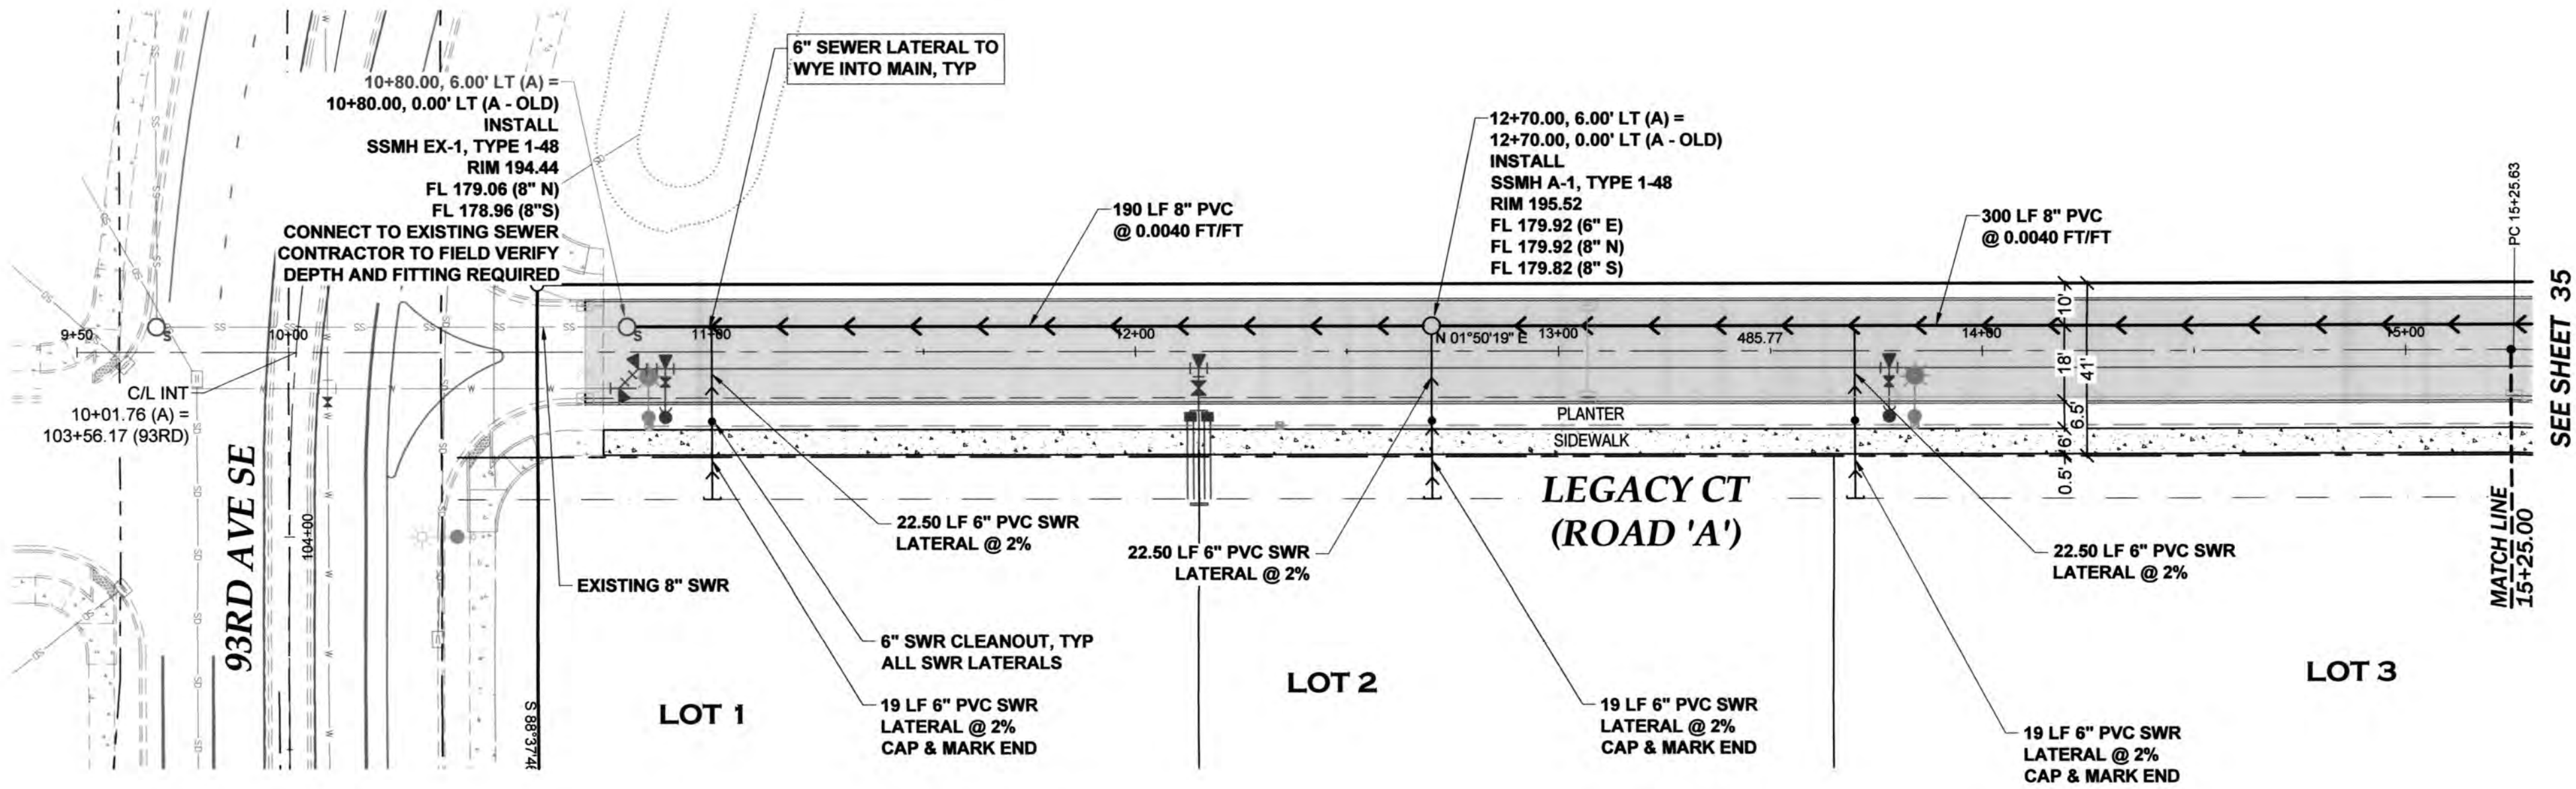 6" SEWER LATERAL TO
WYE INTO MAIN, TYP
10+80.00, 6.00' LT (A) =
10+80.00, 0.00' LT (A - OLD)
INSTALL
SSMH EX-1, TYPE 1-48
RIM 194.44
FL 179.06 (8" N)
FL 178.96 (8"S)
CONNECT TO EXISTING SEWER
CONTRACTOR TO FIELD VERIFY
DEPTH AND FITTING REQUIRED
190 LF 8" PVC
@ 0.0040 FT/FT
12+70.00, 6.00' LT (A) =
12+70.00, 0.00' LT (A - OLD)
INSTALL
SSMH A-1, TYPE 1-48
RIM 195.52
FL 179.92 (6" E)
FL 179.92 (8" N)
FL 179.82 (8" S)
300 LF 8" PVC
@ 0.0040 FT/FT
PC 15+25.63
SEE SHEET 35
9+50
10+00
11+00
12+00
N 01°50'19" E
13+00
485.77
14+00
15+00
S
S
SS
SS
SS
SS
SS
SS
SD
SD
W
W
10'
18'
41'
6.5'
6'
0.5'
C/L INT
10+01.76 (A) =
103+56.17 (93RD)
PLANTER
SIDEWALK
93RD AVE SE
104+00
LEGACY CT
(ROAD 'A')
22.50 LF 6" PVC SWR
LATERAL @ 2%
22.50 LF 6" PVC SWR
LATERAL @ 2%
22.50 LF 6" PVC SWR
LATERAL @ 2%
MATCH LINE
15+25.00
EXISTING 8" SWR
6" SWR CLEANOUT, TYP
ALL SWR LATERALS
19 LF 6" PVC SWR
LATERAL @ 2%
CAP & MARK END
19 LF 6" PVC SWR
LATERAL @ 2%
CAP & MARK END
19 LF 6" PVC SWR
LATERAL @ 2%
CAP & MARK END
LOT 1
LOT 2
LOT 3